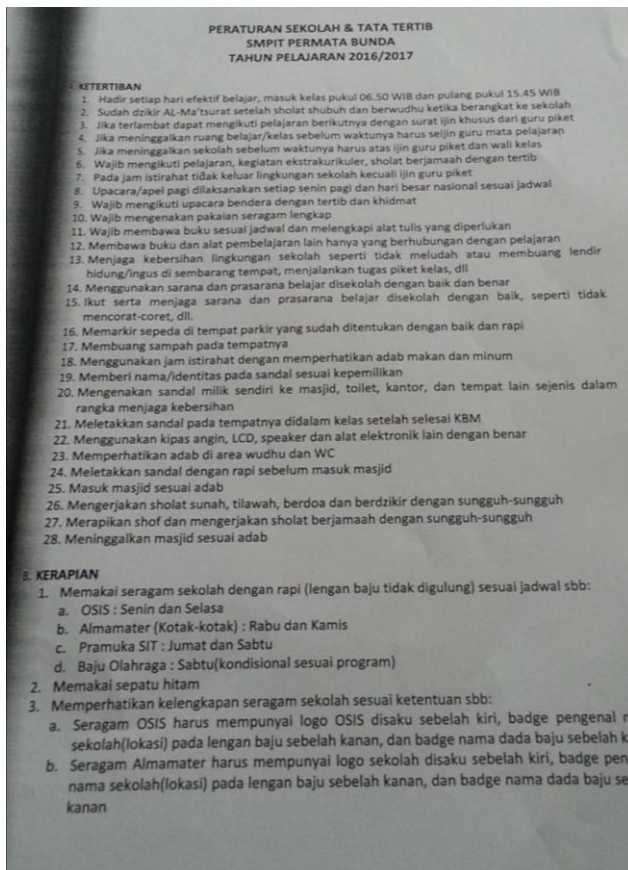 PERATURAN SEKOLAH & TATA TERTIB
SMPIT PERMATA BUNDA
TAHUN PELAJARAN 2016/2017
KETERTIBAN
1. Hadir setiap hari efektif belajar, masuk kelas pukul 06.50 WIB dan pulang pukul 15.45 WIB
2. Sudah dzikir AL-Ma'tsurat setelah sholat shubuh dan berwudhu ketika berangkat ke sekolah
3. Jika terlambat dapat mengikuti pelajaran berikutnya dengan surat ijin khusus dari guru piket
4. Jika meninggalkan ruang belajar/kelas sebelum waktunya harus seijin guru mata pelajaran
5. Jika meninggalkan sekolah sebelum waktunya harus atas ijin guru piket dan wali kelas
6. Wajib mengikuti pelajaran, kegiatan ekstrakurikuler, sholat berjamaah dengan tertib
7. Pada jam istirahat tidak keluar lingkungan sekolah kecuali ijin guru piket
8. Upacara/apel pagi dilaksanakan setiap senin pagi dan hari besar nasional sesuai jadwal
9. Wajib mengikuti upacara bendera dengan tertib dan khidmat
10. Wajib mengenakan pakaian seragam lengkap
11. Wajib membawa buku sesuai jadwal dan melengkapi alat tulis yang diperlukan
12. Membawa buku dan alat pembelajaran lain hanya yang berhubungan dengan pelajaran
13. Menjaga kebersihan lingkungan sekolah seperti tidak meludah atau membuang lendir
hidung/ingus di sembarang tempat, menjalankan tugas piket kelas, dll
14. Menggunakan sarana dan prasarana belajar disekolah dengan baik dan benar
15. Ikut serta menjaga sarana dan prasarana belajar disekolah dengan baik, seperti tidak
mencorat-coret, dll.
16. Memarkir sepeda di tempat parkir yang sudah ditentukan dengan baik dan rapi
17. Membuang sampah pada tempatnya
18. Menggunakan jam istirahat dengan memperhatikan adab makan dan minum
19. Memberi nama/identitas pada sandal sesuai kepemilikan
20. Mengenakan sandal milik sendiri ke masjid, toilet, kantor, dan tempat lain sejenis dalam
rangka menjaga kebersihan
21. Meletakkan sandal pada tempatnya didalam kelas setelah selesai KBM
22. Menggunakan kipas angin, LCD, speaker dan alat elektronik lain dengan benar
23. Memperhatikan adab di area wudhu dan WC
24. Meletakkan sandal dengan rapi sebelum masuk masjid
25. Masuk masjid sesuai adab
26. Mengerjakan sholat sunah, tilawah, berdoa dan berdzikir dengan sungguh-sungguh
27. Merapikan shof dan mengerjakan sholat berjamaah dengan sungguh-sungguh
28. Meninggalkan masjid sesuai adab
B. KERAPIAN
1. Memakai seragam sekolah dengan rapi (lengan baju tidak digulung) sesuai jadwal sbb:
a. OSIS : Senin dan Selasa
b. Almamater (Kotak-kotak) : Rabu dan Kamis
c. Pramuka SIT : Jumat dan Sabtu
d. Baju Olahraga : Sabtu(kondisional sesuai program)
2. Memakai sepatu hitam
3. Memperhatikan kelengkapan seragam sekolah sesuai ketentuan sbb:
a. Seragam OSIS harus mempunyai logo OSIS disaku sebelah kiri, badge pengenal
sekolah(lokasi) pada lengan baju sebelah kanan, dan badge nama dada baju sebelah
b. Seragam Almamater harus mempunyai logo sekolah disaku sebelah kiri, badge
nama sekolah(lokasi) pada lengan baju sebelah kanan, dan badge nama dada baju
kanan